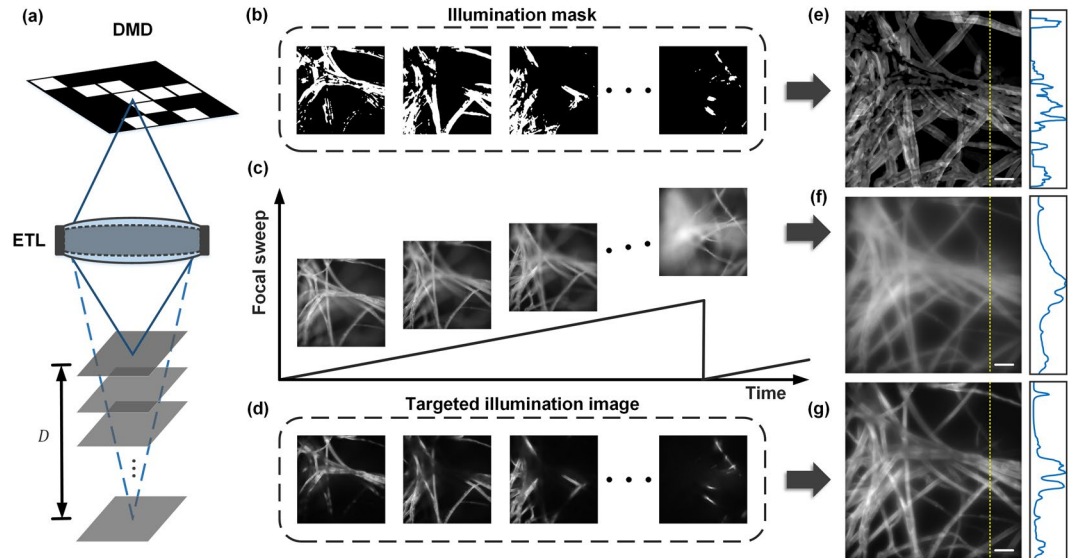 (a)
DMD
ETL
D
(b)
Illumination mask
(c)
Focal sweep
Time
(d)
Targeted illumination image
(e)
(f)
(g)